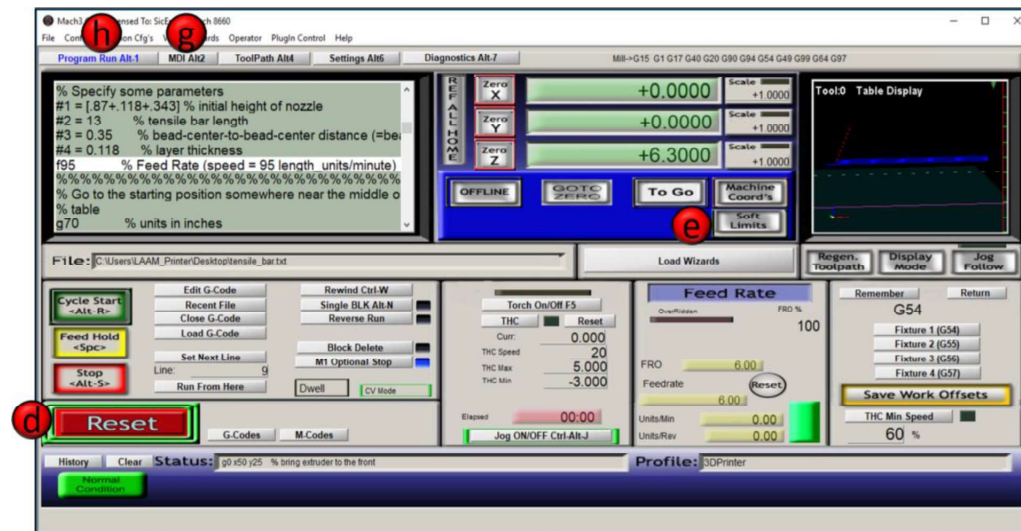 Mach3
ensed To:
ch 8660
h
g
File
on Cfg's
Operator PlugIn Control Help
Program Run Alt-1
MDI Alt2
ToolPath Alt4
Settings Alt6
Diagnostics Alt-7
Mill->G15 G1 G17 G40 G20 G90 G94 G54 G49 G99 G64 G97
% Specify some parameters
#1 = [.87+.118+.343] % initial height of nozzle
#2 = 13 % tensile bar length
#3 = 0.35 % bead-center-to-bead-center distance (=bea
#4 = 0.118 % layer thickness
f95 % Feed Rate (speed = 95 length_units/minute)
% Go to the starting position somewhere near the middle o
% table
g70 % units in inches
REF ALL HOME
Zero X
+0.0000
Scale
+1.0000
Zero Y
+0.0000
Scale
+1.0000
Zero Z
+6.3000
Scale
+1.0000
OFFLINE
GOTO ZERO
To Go
Machine Coord's
e
Soft Limits
Tool:0 Table Display
File:
C:\Users\LAAM_Printer\Desktop\tensile_bar.txt
Load Wizards
Regen. Toolpath
Display Mode
Jog Follow
Cycle Start
<Alt-R>
Feed Hold
<Spc>
Stop
<Alt-S>
Edit G-Code
Recent File
Close G-Code
Load G-Code
Set Next Line
Line: 9
Run From Here
Rewind Ctrl-W
Single BLK Alt-N
Reverse Run
Block Delete
M1 Optional Stop
Dwell
CV Mode
d
Reset
G-Codes
M-Codes
Torch On/Off F5
THC
Reset
Curr: 0.000
THC Speed 20
THC Max 5.000
THC Min -3.000
Elapsed 00:00
Jog ON/OFF Ctrl-Alt-J
Feed Rate
OverRidden
FRO %
100
FRO 6.00
Feedrate
6.00
Reset
Units/Min 0.00
Units/Rev 0.00
Remember
Return
G54
Fixture 1 (G54)
Fixture 2 (G55)
Fixture 3 (G56)
Fixture 4 (G57)
Save Work Offsets
THC Min Speed
60 %
History
Clear
Status:
g0 x50 y25 % bring extruder to the front
Profile:
3DPrinter
Normal Condition